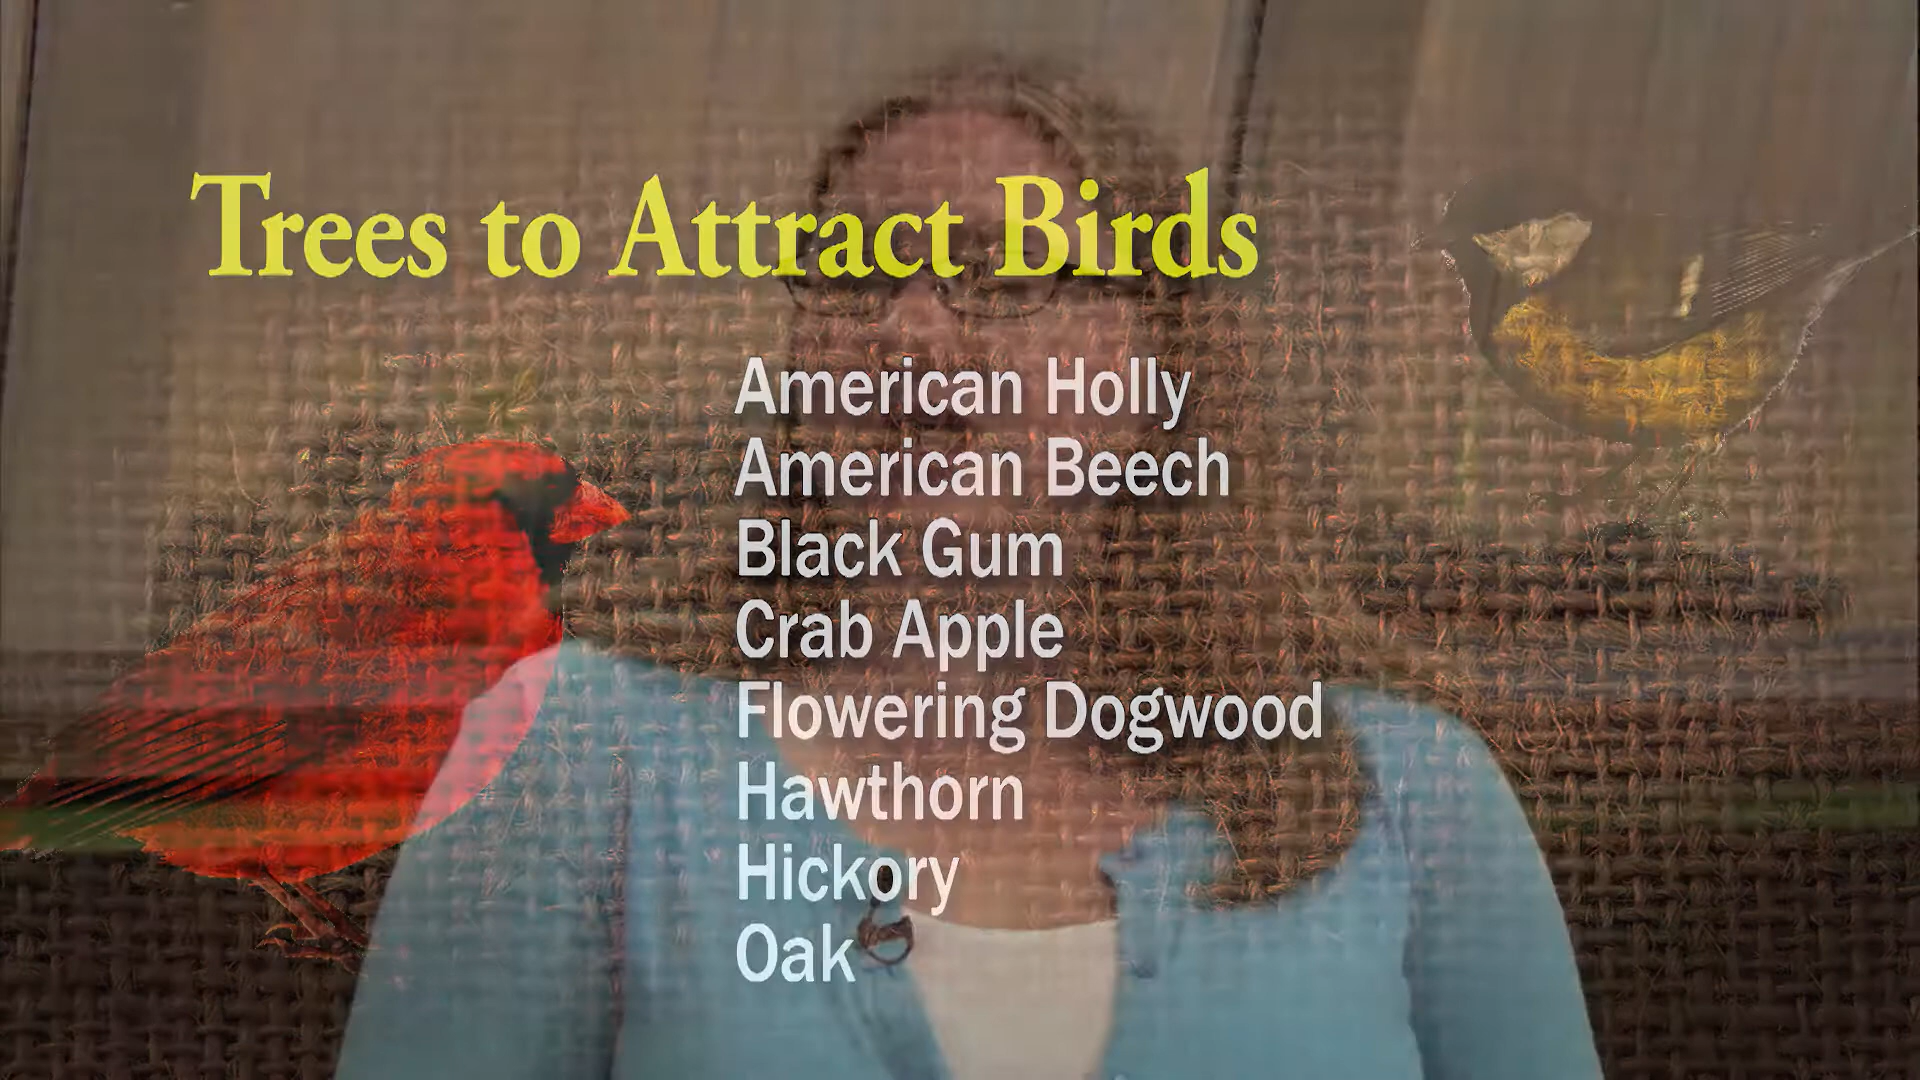 Trees to Attract Birds
American Holly
American Beech
Black Gum
Crab Apple
Flowering Dogwood
Hawthorn
Hickory
Oak